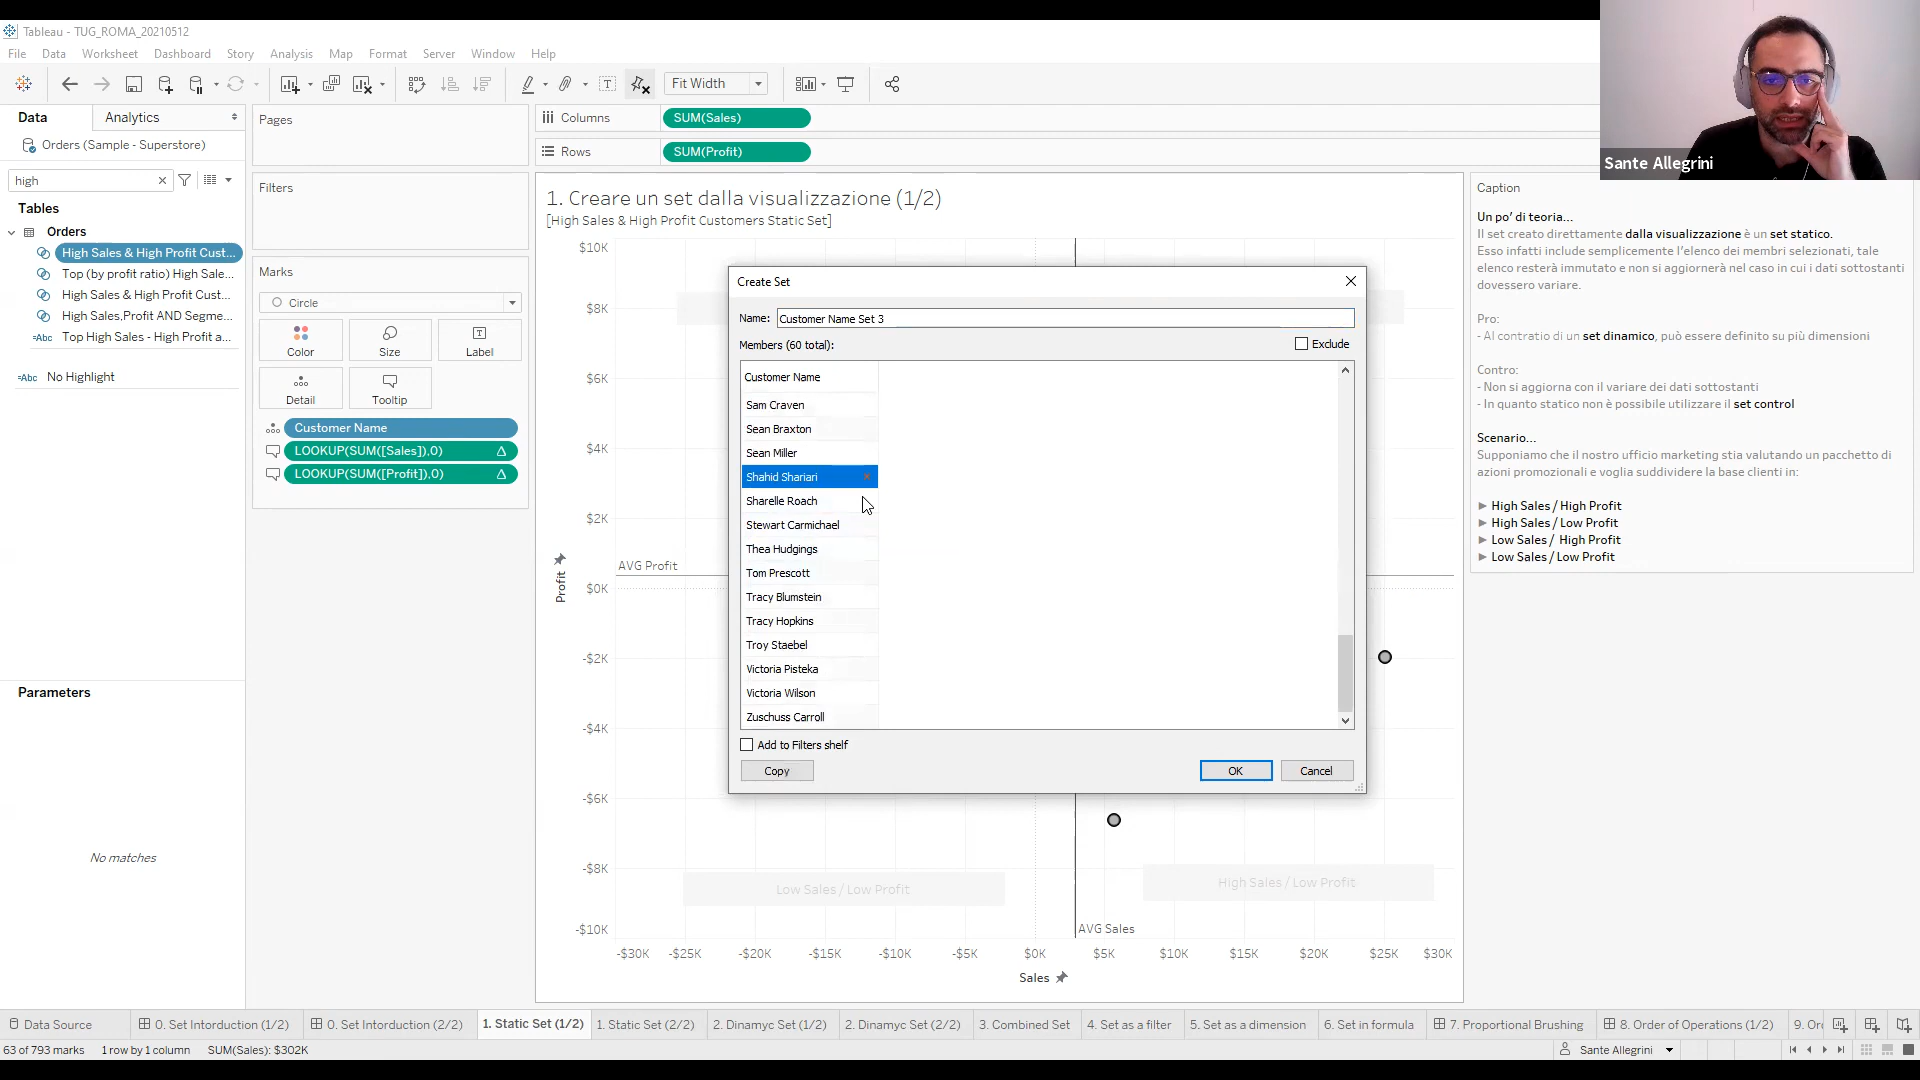 Tableau - TUG_ROMA_20210512
File Data Worksheet Dashboard Story Analysis Map Format Server Window Help
Fit Width
Sante Allegrini
Data
Analytics
Orders (Sample - Superstore)
high
Tables
Orders
High Sales & High Profit Cust...
Top (by profit ratio) High Sale...
High Sales & High Profit Cust...
High Sales,Profit AND Segme...
=Abc Top High Sales - High Profit a...
=Abc No Highlight
Parameters
No matches
Pages
Filters
Marks
Circle
Color
Size
Label
Detail
Tooltip
Customer Name
LOOKUP(SUM([Sales]),0) Δ
LOOKUP(SUM([Profit]),0) Δ
Columns
SUM(Sales)
Rows
SUM(Profit)
1. Creare un set dalla visualizzazione (1/2)
[High Sales & High Profit Customers Static Set]
$10K
$8K
$6K
$4K
$2K
AVG Profit
$0K
-$2K
-$4K
-$6K
-$8K
-$10K
Profit
Low Sales / Low Profit
High Sales / Low Profit
AVG Sales
-$30K -$25K -$20K -$15K -$10K -$5K $0K $5K $10K $15K $20K $25K $30K
Sales
Create Set
Name: Customer Name Set 3
Members (60 total):
Exclude
Customer Name
Sam Craven
Sean Braxton
Sean Miller
Shahid Shariari
Sharelle Roach
Stewart Carmichael
Thea Hudgings
Tom Prescott
Tracy Blumstein
Tracy Hopkins
Troy Staebel
Victoria Pisteka
Victoria Wilson
Zuschuss Carroll
Add to Filters shelf
Copy
OK
Cancel
Caption
Un po’ di teoria...
Il set creato direttamente dalla visualizzazione è un set statico.
Esso infatti include semplicemente l’elenco dei membri selezionati, tale
elenco resterà immutato e non si aggiornerà nel caso in cui i dati sottostanti
dovessero variare.
Pro:
- Al contratio di un set dinamico, può essere definito su più dimensioni
Contro:
- Non si aggiorna con il variare dei dati sottostanti
- In quanto statico non è possibile utilizzare il set control
Scenario...
Supponiamo che il nostro ufficio marketing stia valutando un pacchetto di
azioni promozionali e voglia suddividere la base clienti in:
► High Sales / High Profit
► High Sales / Low Profit
► Low Sales / High Profit
► Low Sales / Low Profit
Data Source
0. Set Intorduction (1/2)
0. Set Intorduction (2/2)
1. Static Set (1/2)
1. Static Set (2/2)
2. Dinamyc Set (1/2)
2. Dinamyc Set (2/2)
3. Combined Set
4. Set as a filter
5. Set as a dimension
6. Set in formula
7. Proportional Brushing
8. Order of Operations (1/2)
63 of 793 marks 1 row by 1 column SUM(Sales): $302K
Sante Allegrini